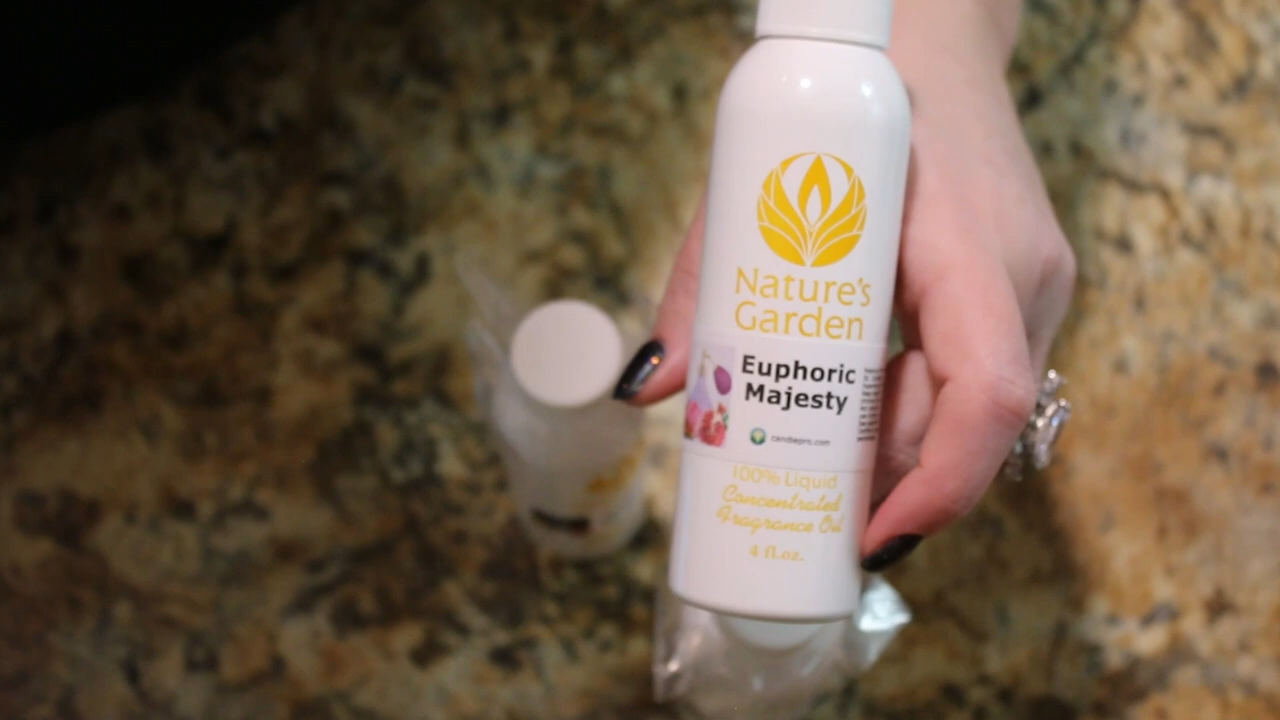 Nature's
Garden
Euphoric
Majesty
candlepro.com
100% Liquid
Concentrated
Fragrance Oil
4 fl.oz.